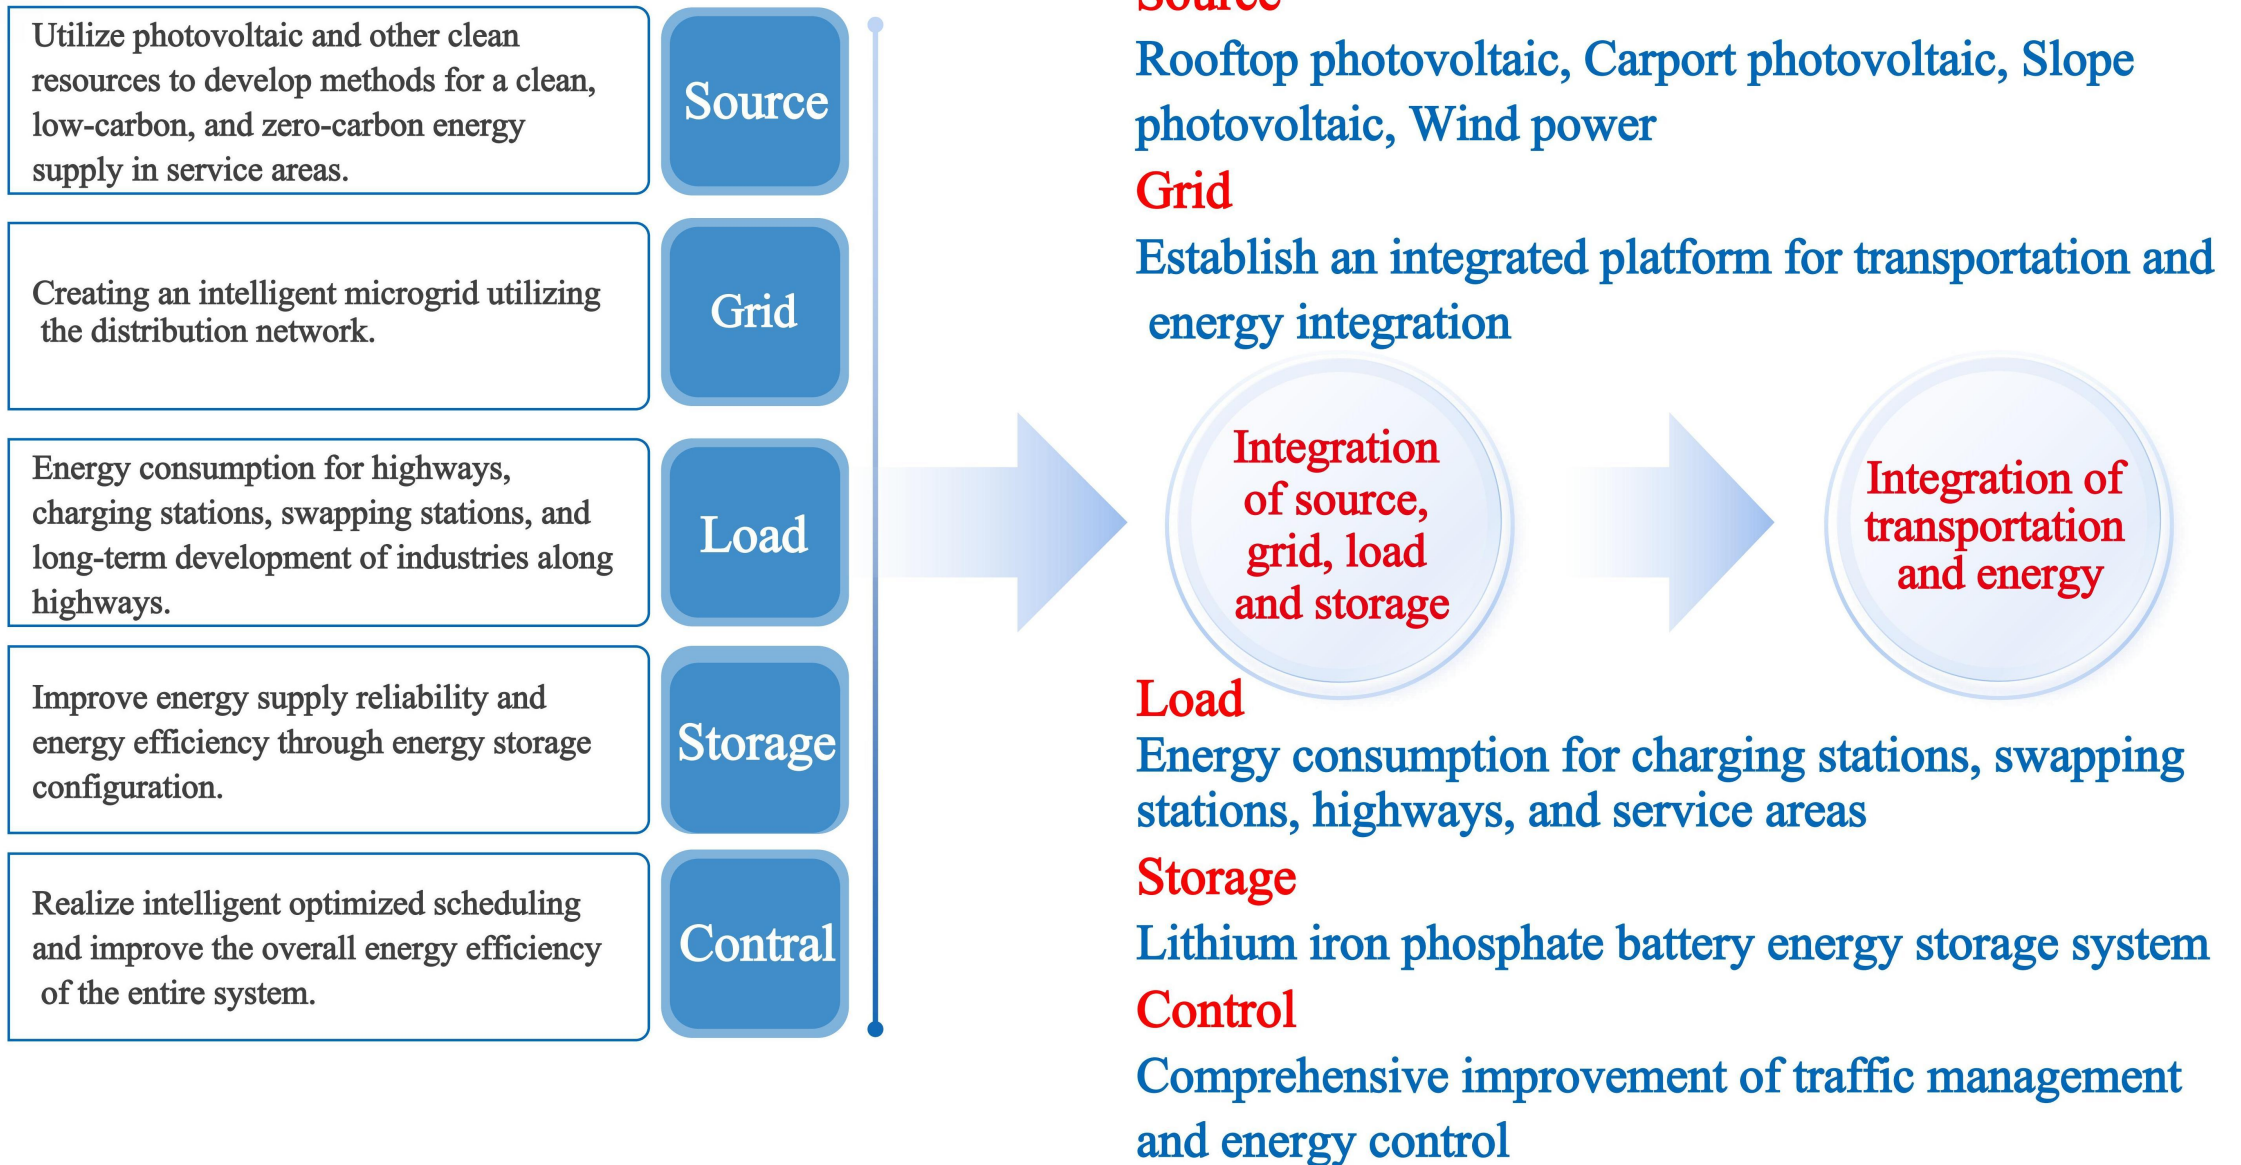 Utilize photovoltaic and other clean
resources to develop methods for a clean,
low-carbon, and zero-carbon energy
supply in service areas.
Source
Creating an intelligent microgrid utilizing
the distribution network.
Grid
Energy consumption for highways,
charging stations, swapping stations, and
long-term development of industries along
highways.
Load
Improve energy supply reliability and
energy efficiency through energy storage
configuration.
Storage
Realize intelligent optimized scheduling
and improve the overall energy efficiency
of the entire system.
Contral
Source
Rooftop photovoltaic, Carport photovoltaic, Slope
photovoltaic, Wind power
Grid
Establish an integrated platform for transportation and
energy integration
Integration
of source,
grid, load
and storage
Integration of
transportation
and energy
Load
Energy consumption for charging stations, swapping
stations, highways, and service areas
Storage
Lithium iron phosphate battery energy storage system
Control
Comprehensive improvement of traffic management
and energy control